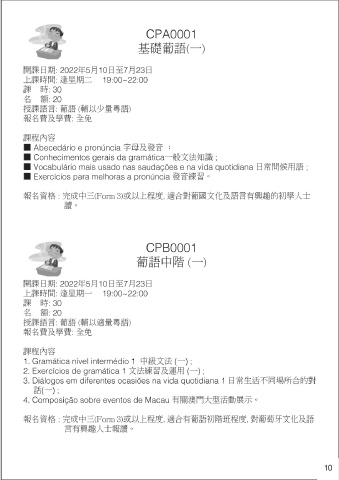 CPA0001
基礎葡語(一)
開課日期: 2022年5月10日至7月23日
上課時間: 逢星期二 19:00~22:00
課 時: 30
名 額: 20
授課語言: 葡語 (輔以少量粵語)
報名費及學費: 全免
課程內容
■ Abecedário e pronúncia 字母及發音 ;
■ Conhecimentos gerais da gramática一般文法知識 ;
■ Vocabulário mais usado nas saudações e na vida quotidiana 日常問候用語 ;
■ Exercícios para melhoras a pronúncia 發音練習。
報名資格 : 完成中三(Form 3)或以上程度, 適合對葡國文化及語言有興趣的初學人士
讀。
CPB0001
葡語中階 (一)
開課日期: 2022年5月10日至7月23日
上課時間: 逢星期一 19:00~22:00
課 時: 30
名 額: 20
授課語言: 葡語 (輔以適量粵語)
報名費及學費: 全免
課程內容
1. Gramática nível intermédio 1 中級文法 (一) ;
2. Exercícios de gramática 1 文法練習及運用 (一) ;
3. Diálogos em diferentes ocasiões na vida quotidiana 1 日常生活不同場所合的對
話(一) ;
4. Composição sobre eventos de Macau 有關澳門大型活動展示。
報名資格 : 完成中三(Form 3)或以上程度, 適合有葡語初階班程度, 對葡萄牙文化及語
言有興趣人士報讀。
10